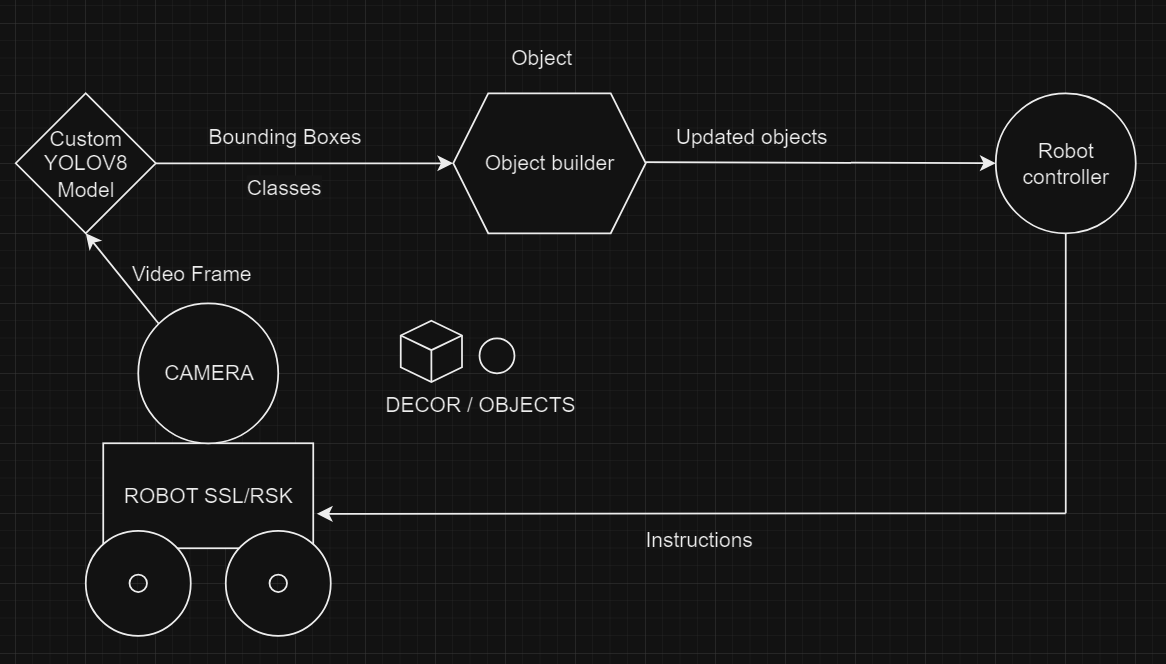 Object
Custom
YOLOV8
Model
Bounding Boxes
Classes
Object builder
Updated objects
Robot
controller
Video Frame
CAMERA
DECOR / OBJECTS
ROBOT SSL/RSK
Instructions